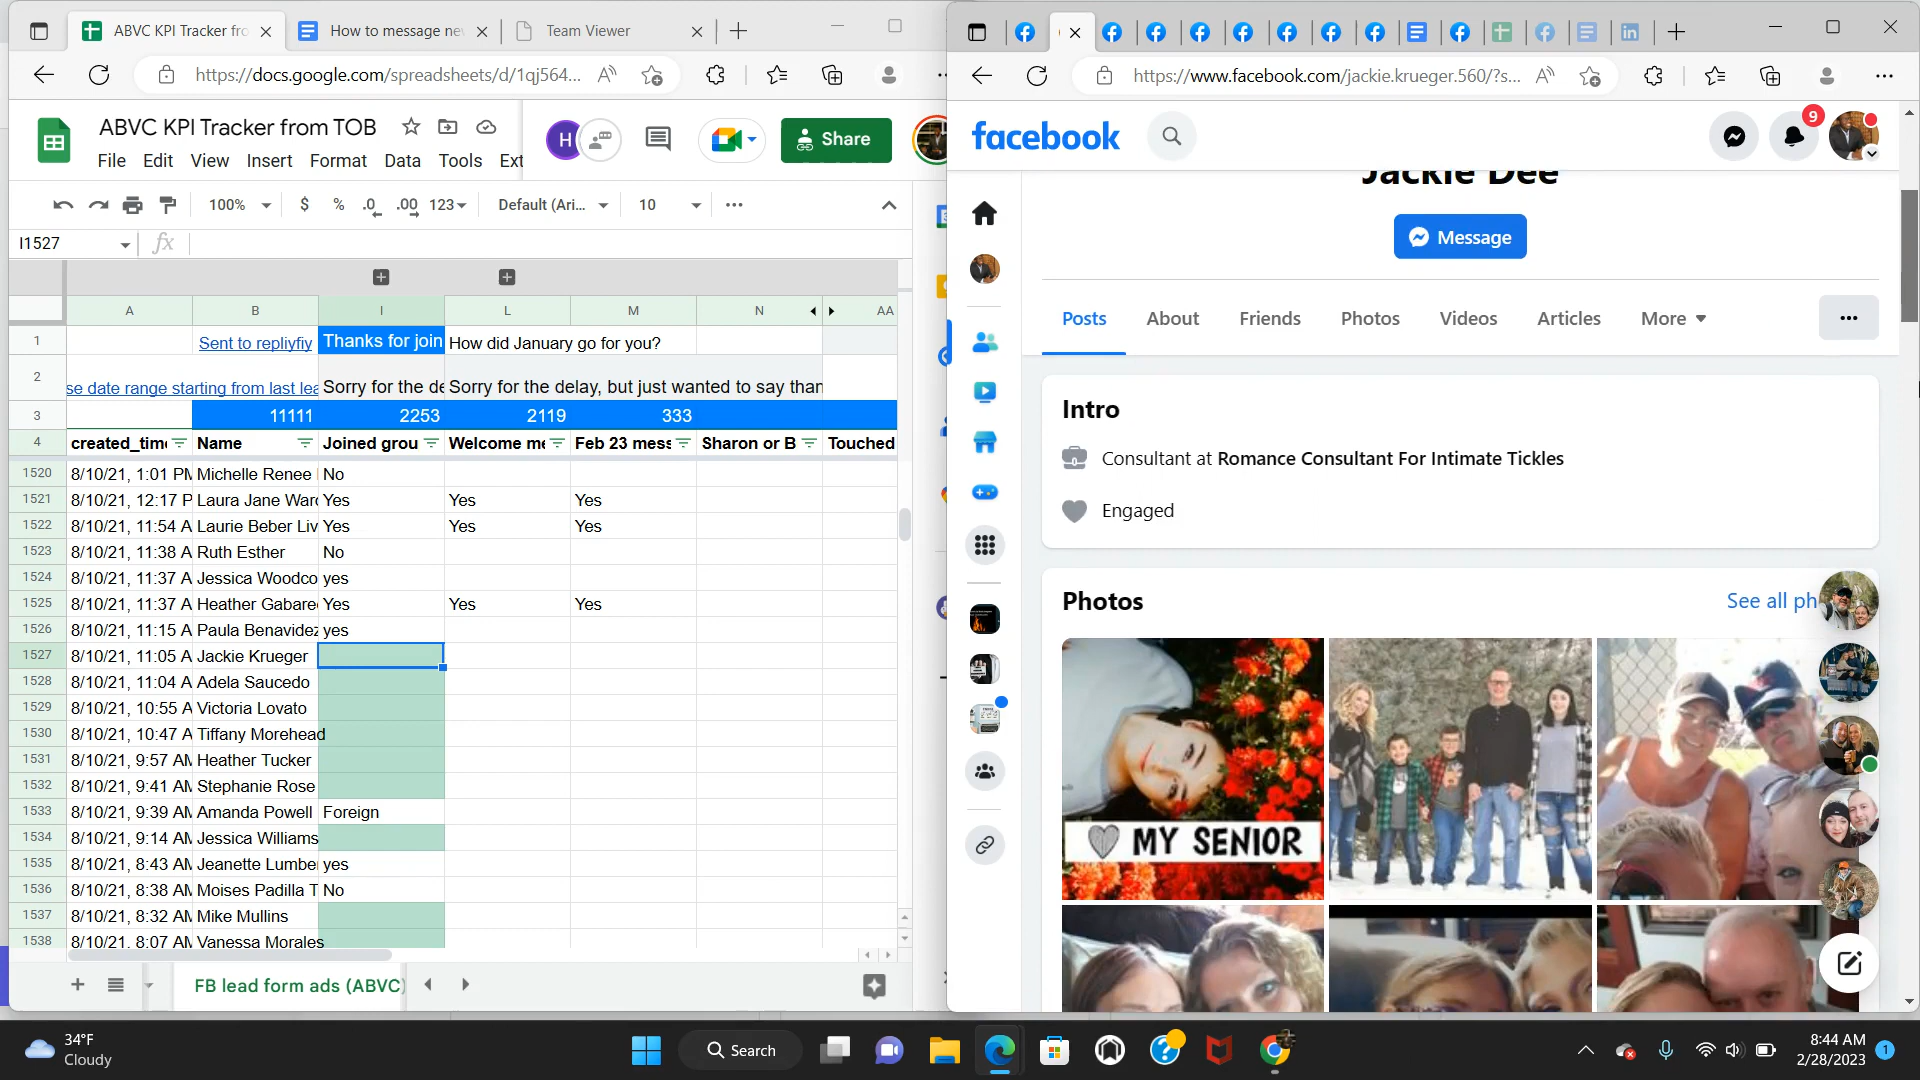 ABVC KPI Tracker fro
How to message ne
Team Viewer
https://docs.google.com/spreadsheets/d/1qj564...
ABVC KPI Tracker from TOB
H
Share
File Edit View Insert Format Data Tools Ext
100% $ % .0 .00 123 Default (Ari... 10
I1527
fx
A B I L M N AA
1 Sent to replyfiy Thanks for join How did January go for you?
2 se date range starting from last lea Sorry for the de Sorry for the delay, but just wanted to say than
3 11111 2253 2119 333
4 created_time Name Joined grou Welcome me Feb 23 mess Sharon or B Touched
1520 8/10/21, 1:01 PM Michelle Renee No
1521 8/10/21, 12:17 P Laura Jane Ward Yes Yes Yes
1522 8/10/21, 11:54 A Laurie Beber Liv Yes Yes Yes
1523 8/10/21, 11:38 A Ruth Esther No
1524 8/10/21, 11:37 A Jessica Woodco yes
1525 8/10/21, 11:37 A Heather Gabare Yes Yes Yes
1526 8/10/21, 11:15 A Paula Benavidez yes
1527 8/10/21, 11:05 A Jackie Krueger
1528 8/10/21, 11:04 A Adela Saucedo
1529 8/10/21, 10:55 A Victoria Lovato
1530 8/10/21, 10:47 A Tiffany Morehead
1531 8/10/21, 9:57 AM Heather Tucker
1532 8/10/21, 9:41 AM Stephanie Rose
1533 8/10/21, 9:39 AM Amanda Powell Foreign
1534 8/10/21, 9:14 AM Jessica Williams
1535 8/10/21, 8:43 AM Jeanette Lumbe yes
1536 8/10/21, 8:38 AM Moises Padilla T No
1537 8/10/21, 8:32 AM Mike Mullins
1538 8/10/21, 8:07 AM Vanessa Morales
FB lead form ads (ABVC)
https://www.facebook.com/jackie.krueger.560/?s...
facebook
9
Jackie Dee
Message
Posts About Friends Photos Videos Articles More
Intro
Consultant at Romance Consultant For Intimate Tickles
Engaged
Photos
See all ph
MY SENIOR
34°F
Cloudy
Search
8:44 AM
2/28/2023
1